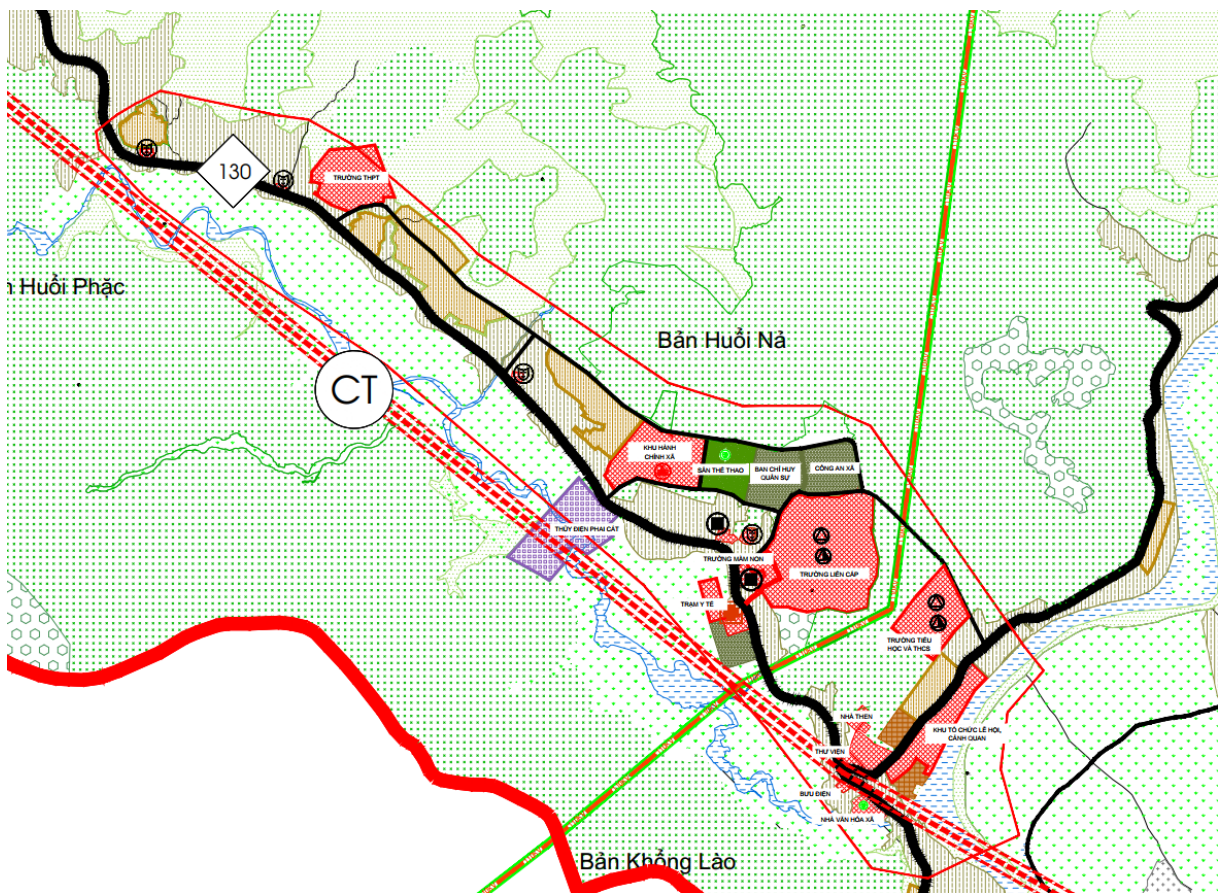 130
TRƯỜNG THPT
n Huổi Phặc
Bản Huổi Nả
CT
KHU HÀNH
CHÍNH XÃ
SÂN THỂ THAO
BAN CHỈ HUY
QUÂN SỰ
CÔNG AN XÃ
THỦY ĐIỆN PHAI CÁT
TRƯỜNG MẦM NON
TRƯỜNG LIÊN CẤP
TRẠM Y TẾ
TRƯỜNG TIỂU
HỌC VÀ THCS
NHÀ THEN
KHU TỔ CHỨC LỄ HỘI,
CẢNH QUAN
THƯ VIỆN
BƯU ĐIỆN
NHÀ VĂN HÓA XÃ
Bản Khổng Lào